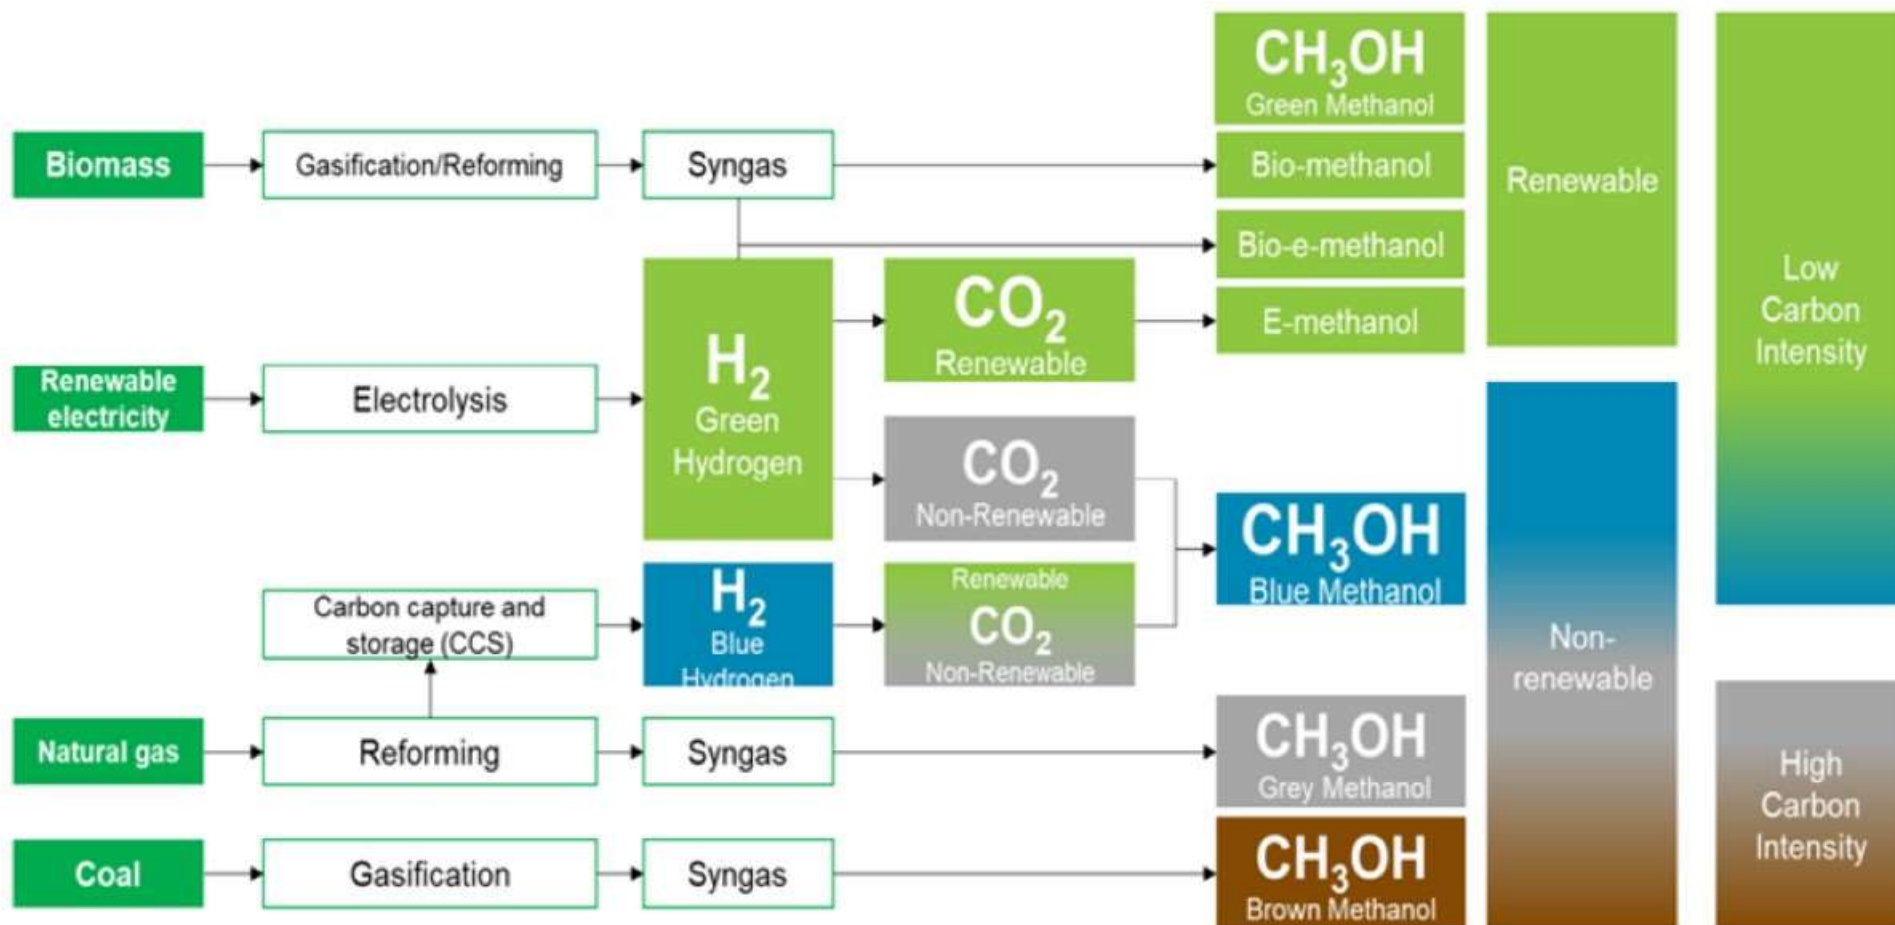 CH₃OH
Green Methanol
Biomass
Gasification/Reforming
Syngas
Bio-methanol
Renewable
Bio-e-methanol
E-methanol
CO₂
Renewable
Low
Carbon
Intensity
Renewable
electricity
Electrolysis
H₂
Green
Hydrogen
CO₂
Non-Renewable
CH₃OH
Blue Methanol
Carbon capture and
storage (CCS)
H₂
Blue
Hydrogen
Renewable
CO₂
Non-Renewable
Non-
renewable
Natural gas
Reforming
Syngas
CH₃OH
Grey Methanol
High
Carbon
Intensity
Coal
Gasification
Syngas
CH₃OH
Brown Methanol